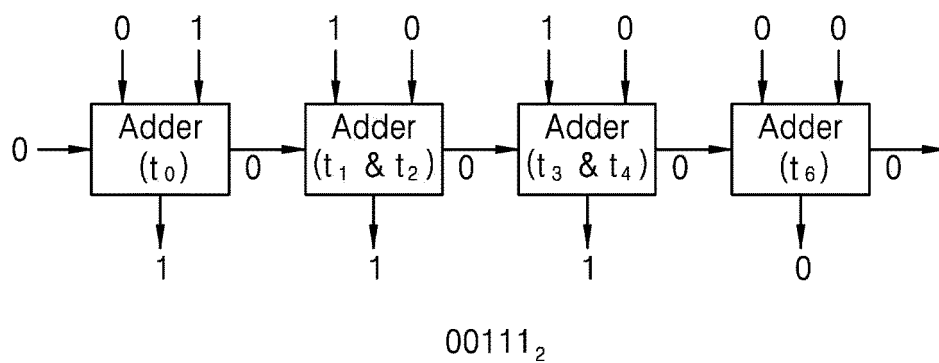 0 1 1 0 1 0 0 0
Adder Adder Adder Adder
0 (t₀) 0 (t₁ & t₂) 0 (t₃ & t₄) 0 (t₆) 0
1 1 1 0
00111₂